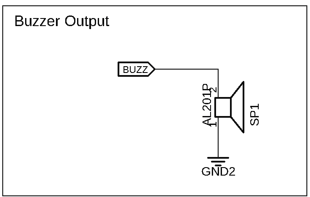 Buzzer Output
BUZZ
AL201P
2
1
SP1
GND2